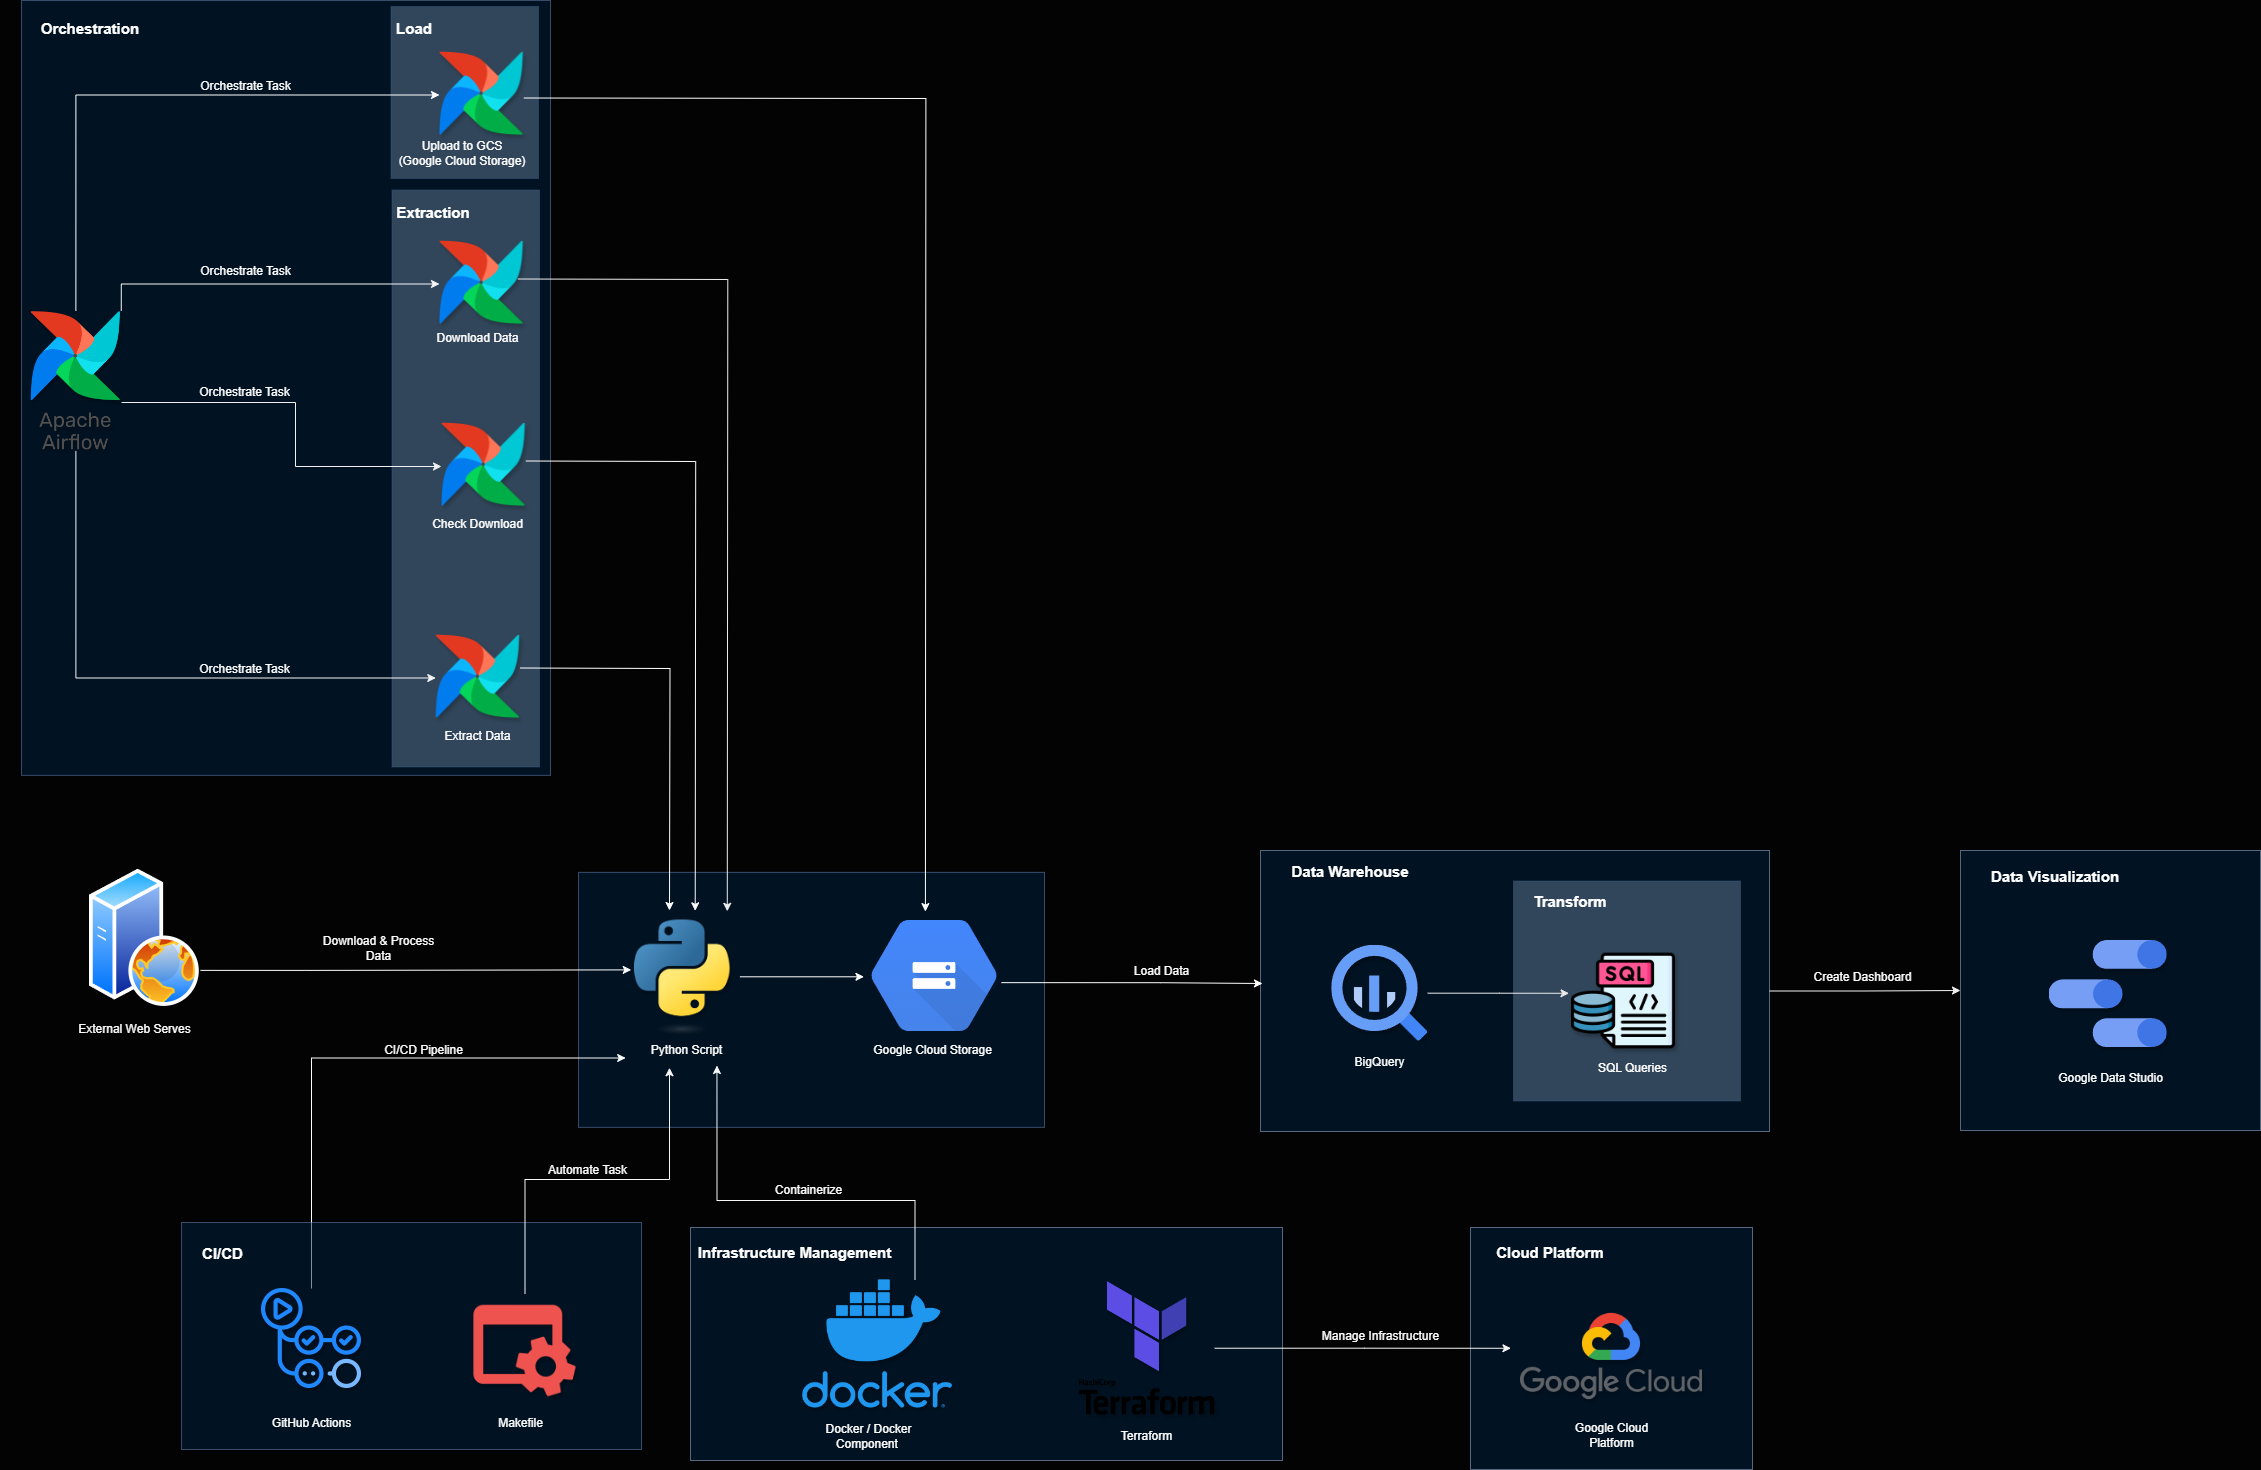 Orchestration
Load
Orchestrate Task
Upload to GCS
(Google Cloud Storage)
Extraction
Orchestrate Task
Download Data
Orchestrate Task
Apache
Airflow
Check Download
Orchestrate Task
Extract Data
Download & Process
Data
External Web Serves
CI/CD Pipeline
Python Script
Google Cloud Storage
Load Data
Data Warehouse
Transform
SQL
</>
BigQuery
SQL Queries
Create Dashboard
Data Visualization
Google Data Studio
Automate Task
Containerize
CI/CD
GitHub Actions
Makefile
Infrastructure Management
docker
Docker / Docker
Component
HashiCorp
Terraform
Terraform
Manage Infrastructure
Cloud Platform
Google Cloud
Google Cloud
Platform